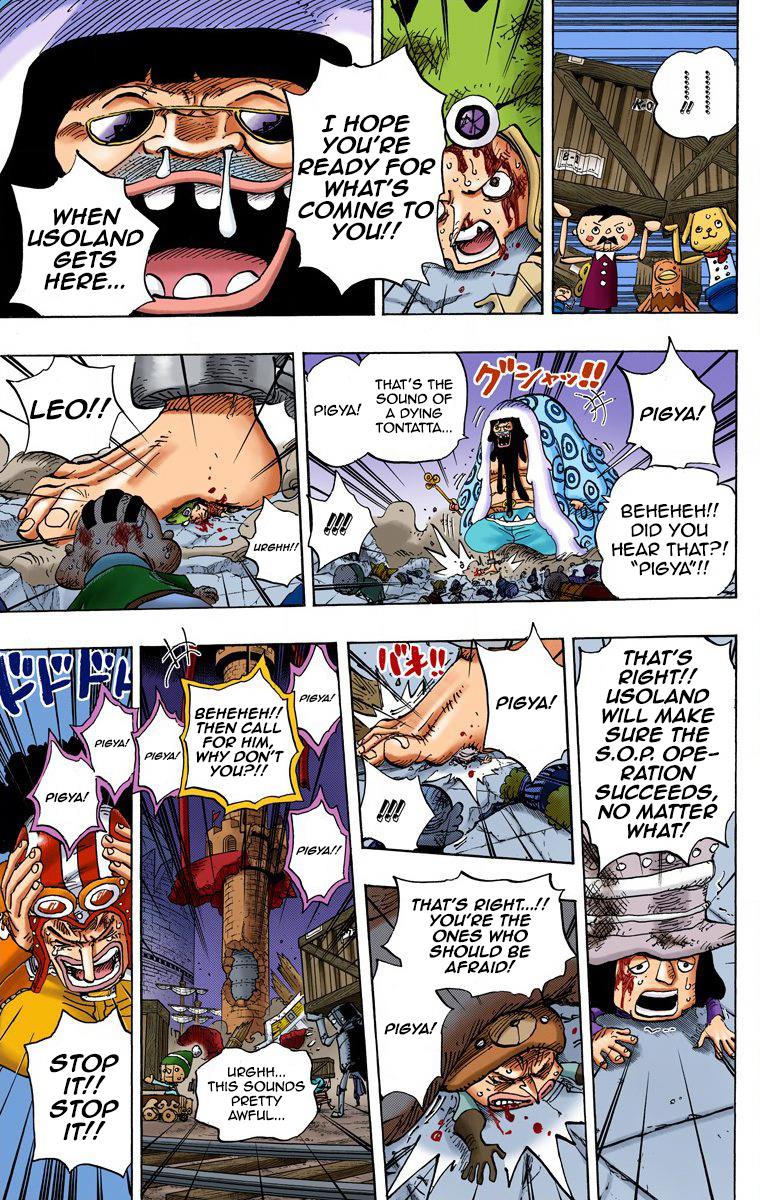 !!!!!!
!!
K-O
B-1
I HOPE
YOU'RE
READY FOR
WHAT'S
COMING TO
YOU!!
WHEN
USOLAND
GETS
HERE...
PIGYA!
BEHEHEH!!
DID YOU
HEAR THAT?!
"PIGYA"!!
グシャッ!!
THAT'S THE
SOUND OF
A DYING
TONTATTA...
PIGYA!
!!!
LEO!!
URGHH!!
THAT'S
RIGHT!!
USOLAND
WILL MAKE
SURE THE
S.O.P. OPE-
RATION
SUCCEEDS,
NO MATTER
WHAT!
バキ!!
PIGYA!
!!!
THAT'S
RIGHT...!!
YOU'RE THE
ONES WHO
SHOULD BE
AFRAID!
PIGYA!
BEHEHEH!!
THEN CALL
FOR HIM,
WHY DON'T
YOU?!!
PIGYA!
PIGYA!!
PIGYA!
URGHH...
THIS SOUNDS
PRETTY
AWFUL...
ドドドド
PIGYA!
PIGYA!
STOP
IT!!
STOP
IT!!